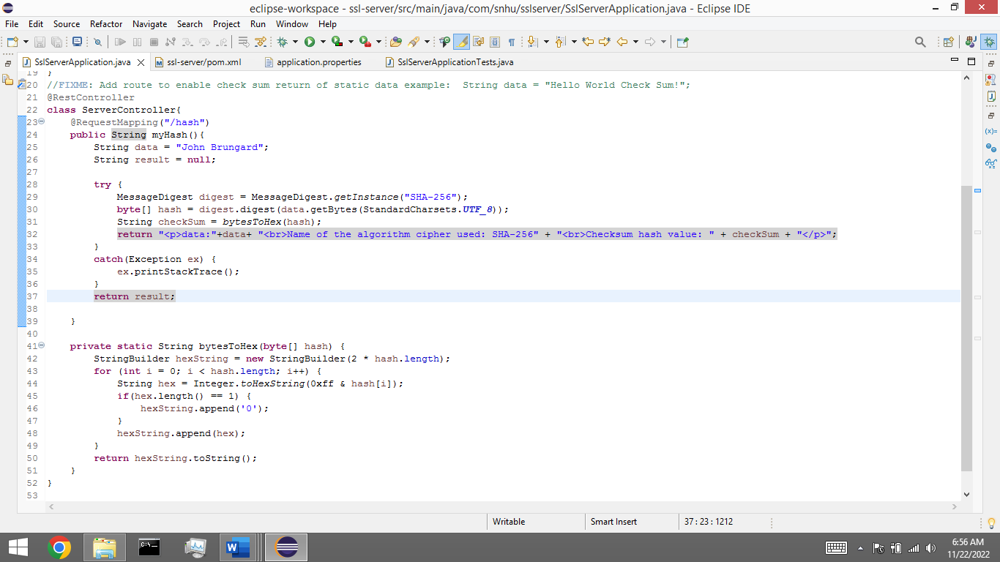 eclipse-workspace - ssl-server/src/main/java/com/snhu/sslserver/SslServerApplication.java - Eclipse IDE
File Edit Source Refactor Navigate Search Project Run Window Help
SslServerApplication.java ssl-server/pom.xml application.properties SslServerApplicationTests.java
19 }
20 //FIXME: Add route to enable check sum return of static data example:  String data = "Hello World Check Sum!";
21 @RestController
22 class ServerController{
23     @RequestMapping("/hash")
24     public String myHash(){
25         String data = "John Brungard";
26         String result = null;
27
28         try {
29             MessageDigest digest = MessageDigest.getInstance("SHA-256");
30             byte[] hash = digest.digest(data.getBytes(StandardCharsets.UTF_8));
31             String checkSum = bytesToHex(hash);
32             return "<p>data:"+data+ "<br>Name of the algorithm cipher used: SHA-256" + "<br>Checksum hash value: " + checkSum + "</p>";
33         }
34         catch(Exception ex) {
35             ex.printStackTrace();
36         }
37         return result;
38
39     }
40
41     private static String bytesToHex(byte[] hash) {
42         StringBuilder hexString = new StringBuilder(2 * hash.length);
43         for (int i = 0; i < hash.length; i++) {
44             String hex = Integer.toHexString(0xff & hash[i]);
45             if(hex.length() == 1) {
46                 hexString.append('0');
47             }
48             hexString.append(hex);
49         }
50         return hexString.toString();
51     }
52 }
53
Writable Smart Insert 37 : 23 : 1212
6:56 AM
11/22/2022